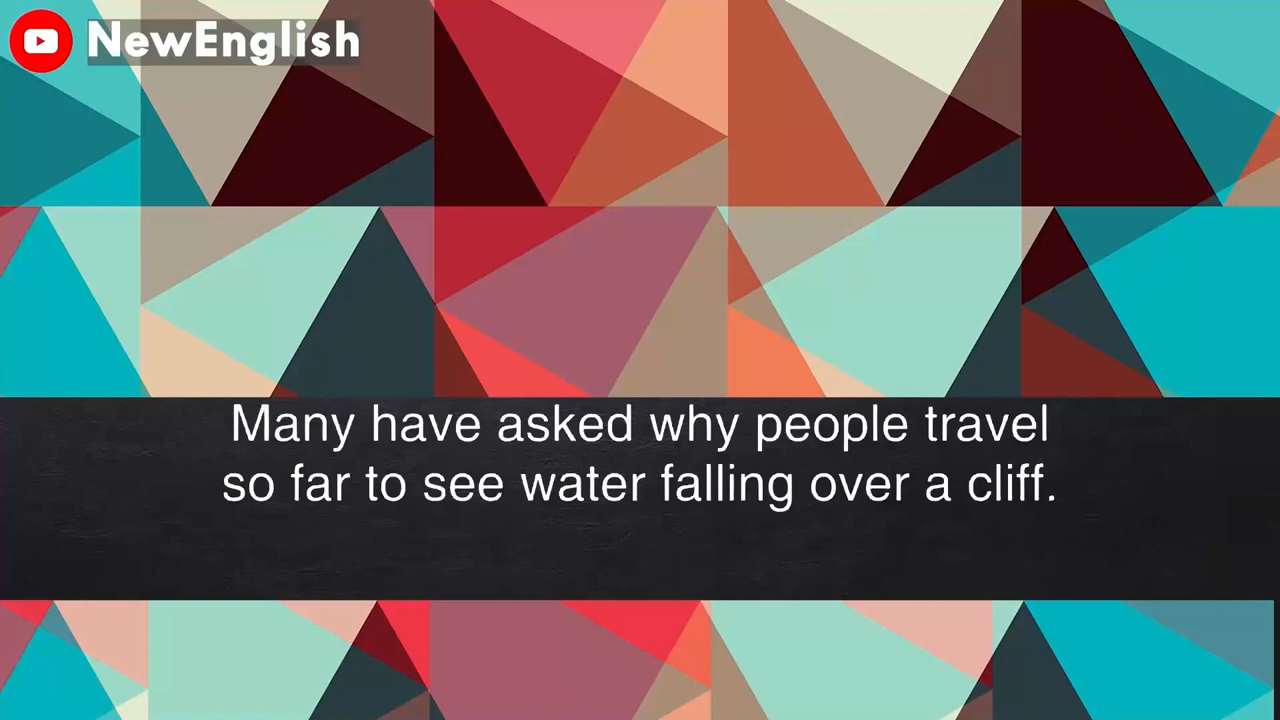 NewEnglish
Many have asked why people travel
so far to see water falling over a cliff.